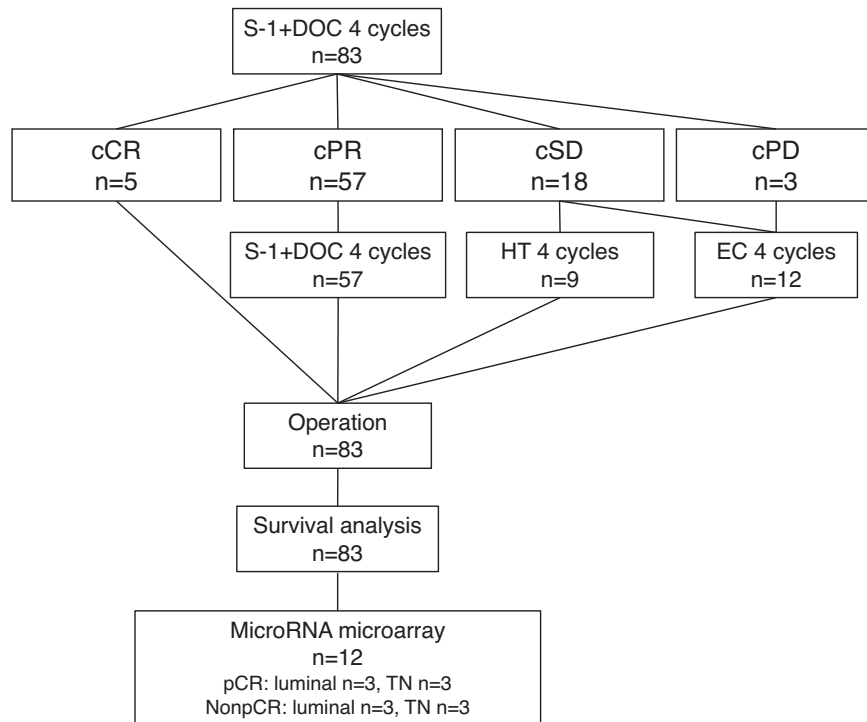 S-1+DOC 4 cycles
n=83
cCR
n=5
cPR
n=57
cSD
n=18
cPD
n=3
S-1+DOC 4 cycles
n=57
HT 4 cycles
n=9
EC 4 cycles
n=12
Operation
n=83
Survival analysis
n=83
MicroRNA microarray
n=12
pCR: luminal n=3, TN n=3
NonpCR: luminal n=3, TN n=3